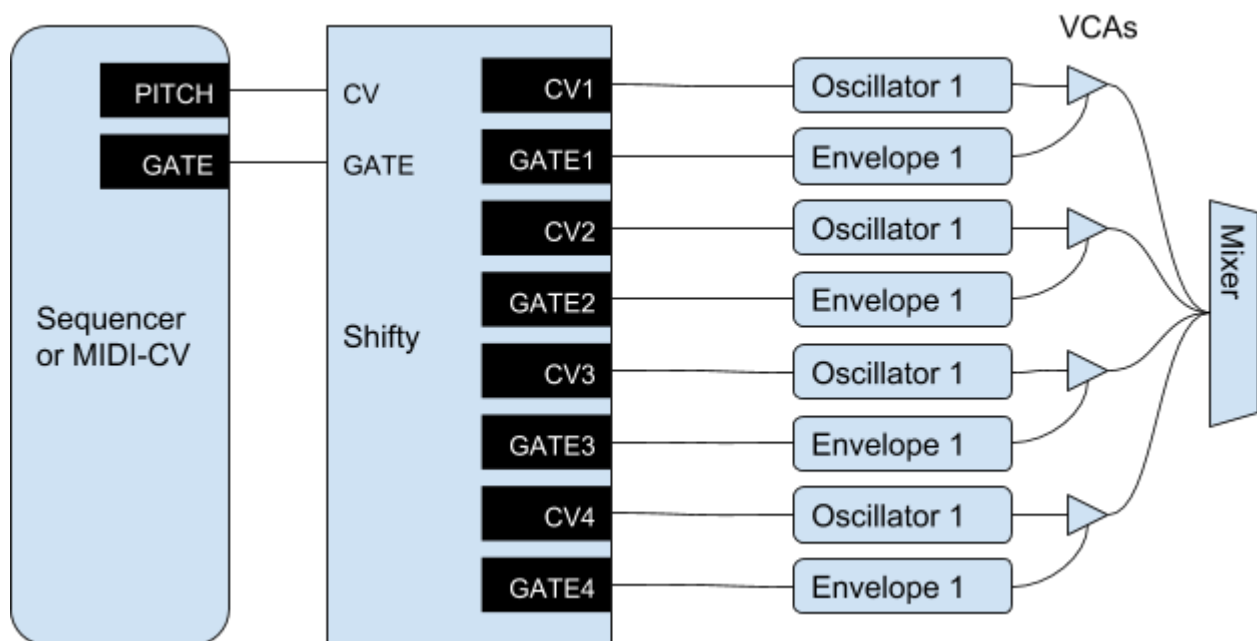 VCAs
PITCH
CV
CV1
Oscillator 1
GATE
GATE
GATE1
Envelope 1
CV2
Oscillator 1
Mixer
GATE2
Envelope 1
Sequencer
or MIDI-CV
Shifty
CV3
Oscillator 1
GATE3
Envelope 1
CV4
Oscillator 1
GATE4
Envelope 1